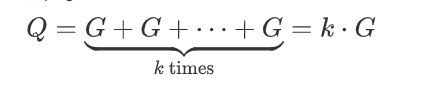 Q = G + G + ⋯ + G = k · G
k times